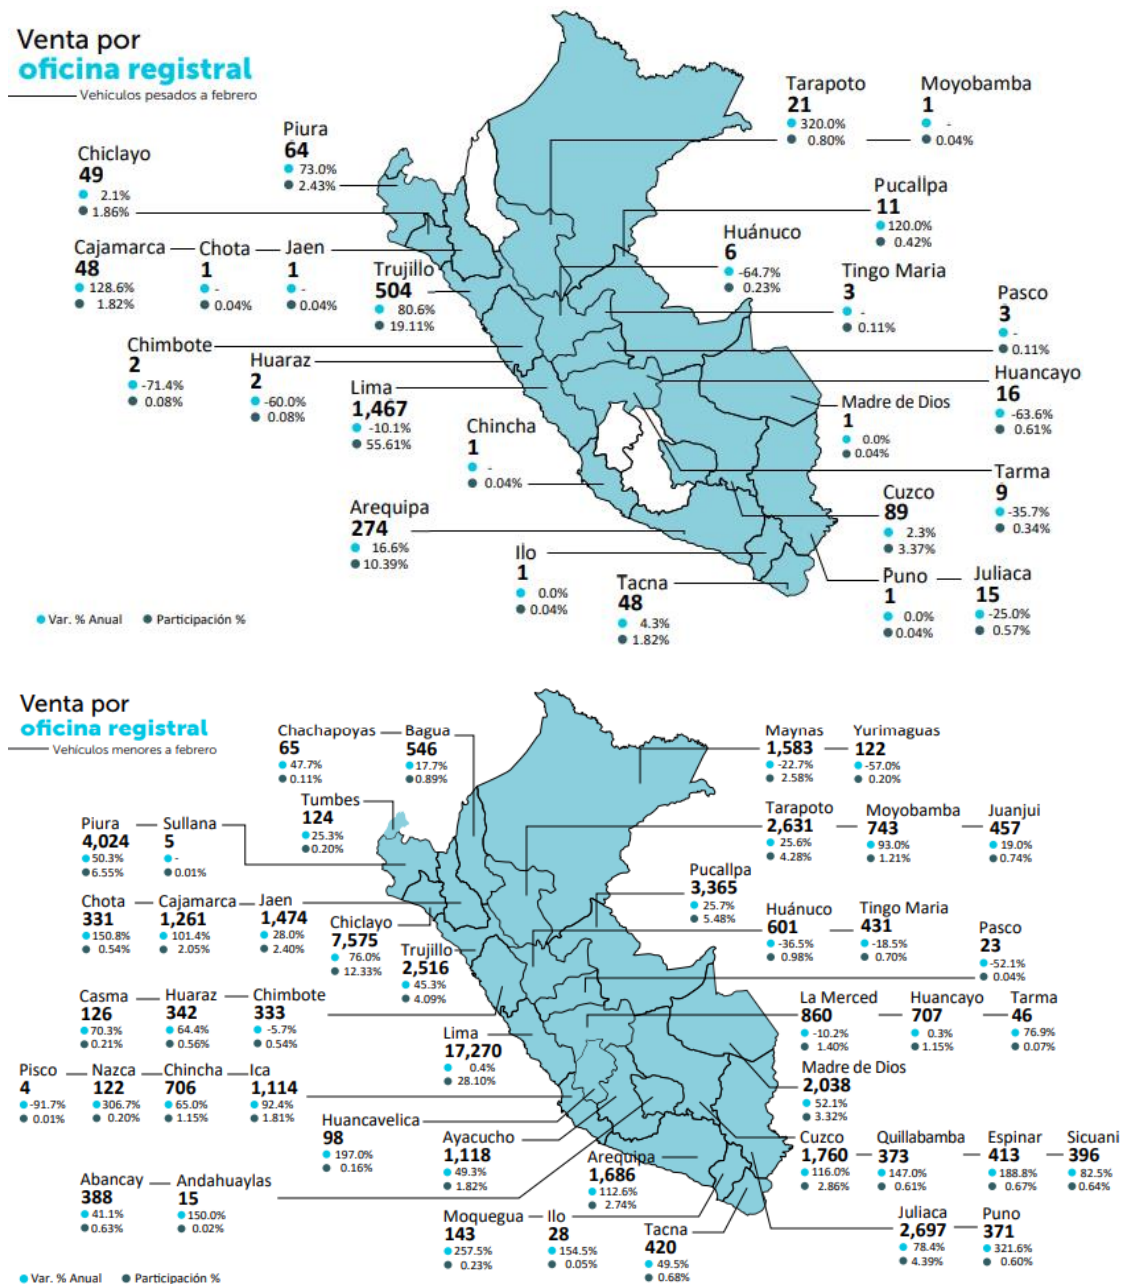 Venta por
oficina registral
Vehículos pesados a febrero
Tarapoto
21
320.0%
0.80%
Moyobamba
1
-
0.04%
Piura
64
73.0%
2.43%
Chiclayo
49
2.1%
1.86%
Pucallpa
11
120.0%
0.42%
Huánuco
6
-64.7%
0.23%
Cajamarca
48
128.6%
1.82%
Chota
1
-
0.04%
Jaen
1
-
0.04%
Trujillo
504
80.6%
19.11%
Tingo Maria
3
-
0.11%
Pasco
3
-
0.11%
Chimbote
2
-71.4%
0.08%
Huaraz
2
-60.0%
0.08%
Lima
1,467
-10.1%
55.61%
Huancayo
16
-63.6%
0.61%
Madre de Dios
1
0.0%
0.04%
Chincha
1
-
0.04%
Tarma
9
-35.7%
0.34%
Cuzco
89
2.3%
3.37%
Arequipa
274
16.6%
10.39%
Ilo
1
0.0%
0.04%
Tacna
48
4.3%
1.82%
Puno
1
0.0%
0.04%
Juliaca
15
-25.0%
0.57%
Var. % Anual
Participación %
Venta por
oficina registral
Vehículos menores a febrero
Chachapoyas
65
47.7%
0.11%
Bagua
546
17.7%
0.89%
Maynas
1,583
-22.7%
2.58%
Yurimaguas
122
-57.0%
0.20%
Tumbes
124
25.3%
0.20%
Piura
4,024
50.3%
6.55%
Sullana
5
-
0.01%
Tarapoto
2,631
25.6%
4.28%
Moyobamba
743
93.0%
1.21%
Juanjui
457
19.0%
0.74%
Pucallpa
3,365
25.7%
5.48%
Chota
331
150.8%
0.54%
Cajamarca
1,261
101.4%
2.05%
Jaen
1,474
28.0%
2.40%
Chiclayo
7,575
76.0%
12.33%
Trujillo
2,516
45.3%
4.09%
Huánuco
601
-36.5%
0.98%
Tingo Maria
431
-18.5%
0.70%
Pasco
23
-52.1%
0.04%
Casma
126
70.3%
0.21%
Huaraz
342
64.4%
0.56%
Chimbote
333
-5.7%
0.54%
La Merced
860
-10.2%
1.40%
Huancayo
707
0.3%
1.15%
Tarma
46
76.9%
0.07%
Lima
17,270
0.4%
28.10%
Pisco
4
-91.7%
0.01%
Nazca
122
306.7%
0.20%
Chincha
706
65.0%
1.15%
Ica
1,114
92.4%
1.81%
Madre de Dios
2,038
52.1%
3.32%
Huancavelica
98
197.0%
0.16%
Ayacucho
1,118
49.3%
1.82%
Cuzco
1,760
116.0%
2.86%
Quillabamba
373
147.0%
0.61%
Espinar
413
188.8%
0.67%
Sicuani
396
82.5%
0.64%
Arequipa
1,686
112.6%
2.74%
Abancay
388
41.1%
0.63%
Andahuaylas
15
150.0%
0.02%
Moquegua
143
257.5%
0.23%
Ilo
28
154.5%
0.05%
Tacna
420
49.5%
0.68%
Juliaca
2,697
78.4%
4.39%
Puno
371
321.6%
0.60%
Var. % Anual
Participación %